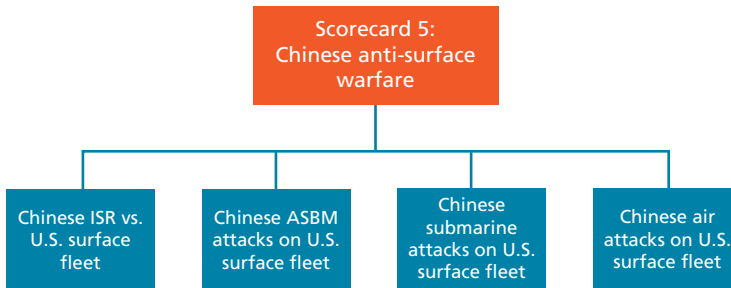 Scorecard 5:
Chinese anti-surface
warfare
Chinese ISR vs.
U.S. surface
fleet
Chinese ASBM
attacks on U.S.
surface fleet
Chinese
submarine
attacks on U.S.
surface fleet
Chinese air
attacks on U.S.
surface fleet